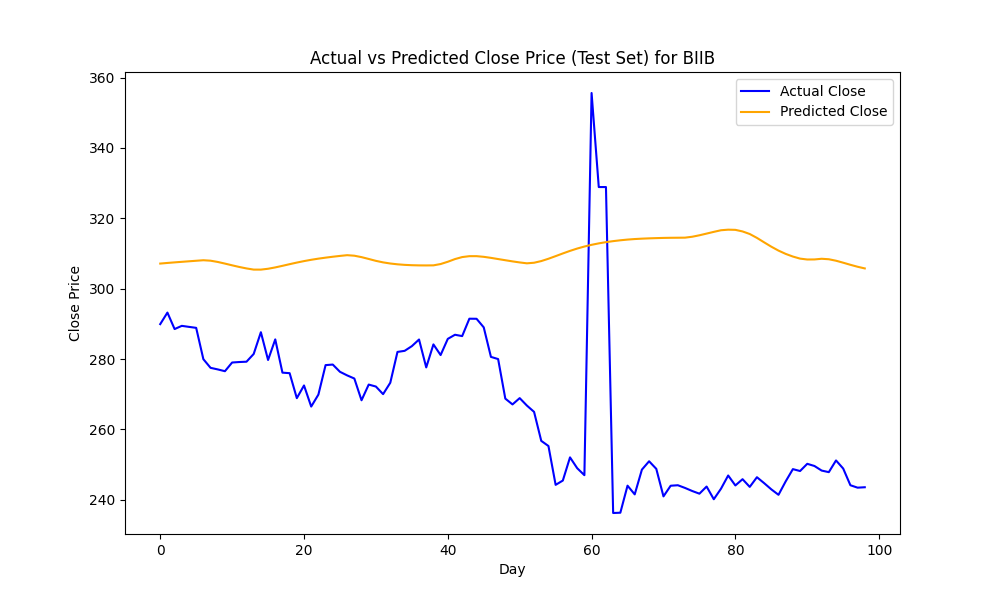 Actual vs Predicted Close Price (Test Set) for BIIB
Actual Close
Predicted Close
Close Price
360
340
320
300
280
260
240
0 20 40 60 80 100
Day